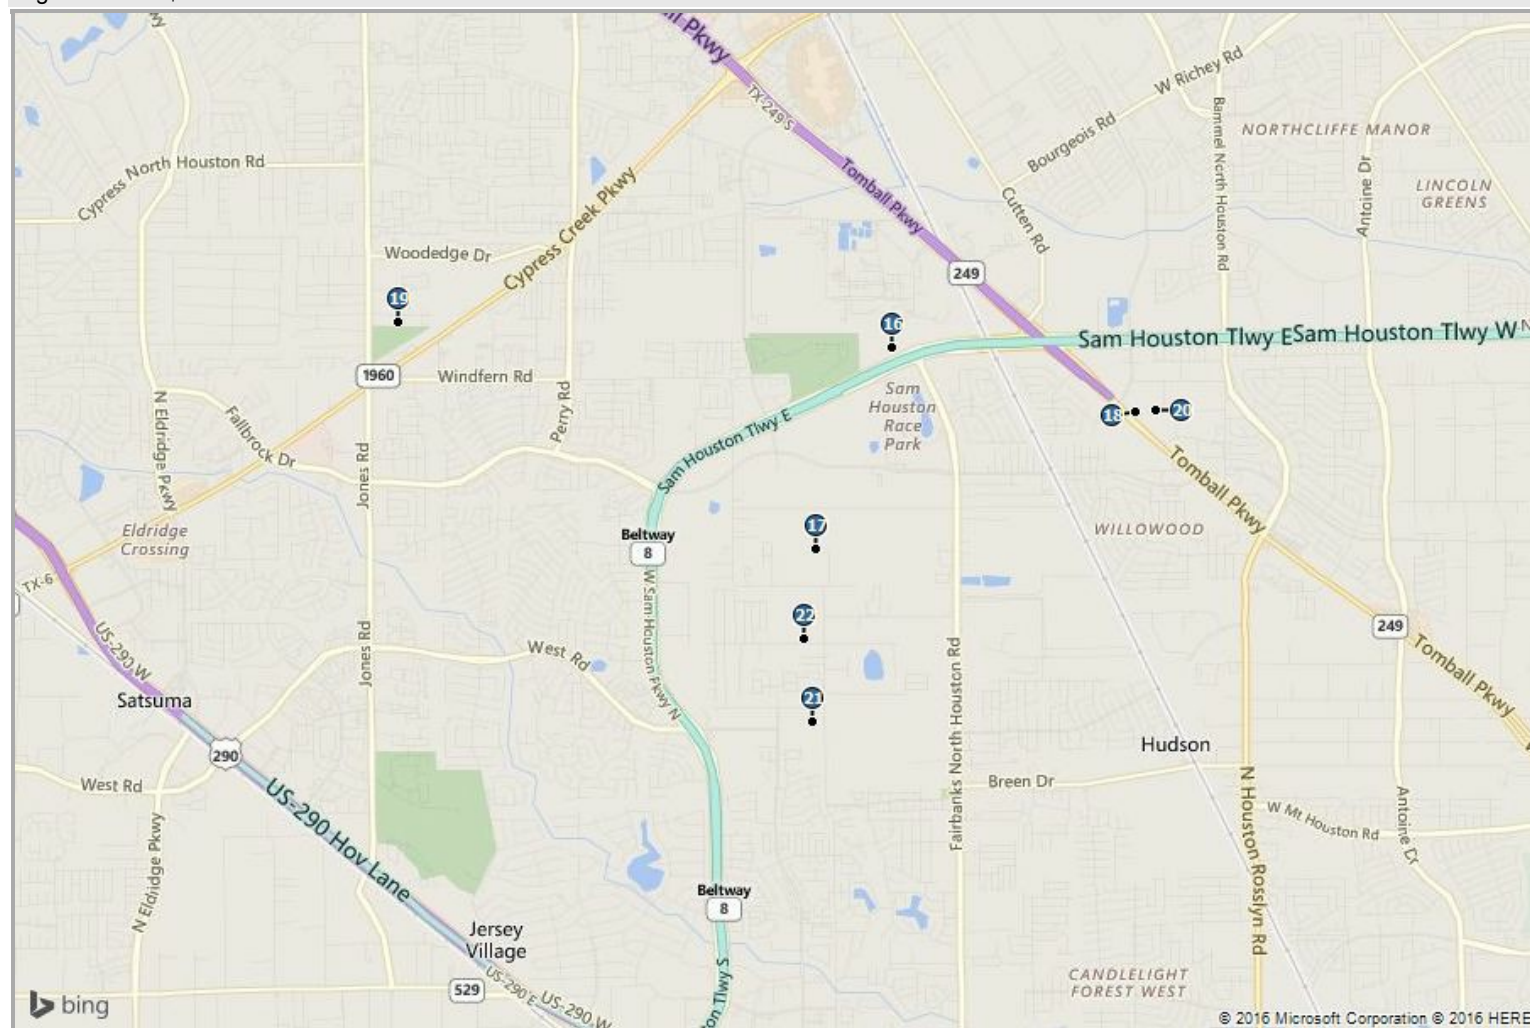 Pkwy
TX-249 S
W Richey Rd
Bourgeois Rd
Bammel North Houston Rd
NORTHCLIFFE MANOR
Antoine Dr
LINCOLN
GREENS
Cypress North Houston Rd
Cypress Creek Pkwy
Tomball Pkwy
Cutten Rd
Woodedge Dr
249
19
16
Sam Houston Tlwy E
Sam Houston Tlwy W
N
1960
Windfern Rd
Perry Rd
Sam
Houston
Race
Park
18
20
N Eldridge Pkwy
Fallbrock Dr
Jones Rd
Sam Houston Tlwy E
Tomball Pkwy
Eldridge
Crossing
Beltway
8
17
WILLOWOOD
TX-6
W Sam Houston Pkwy N
22
249
US-290 W
Jones Rd
West Rd
Fairbanks North Houston Rd
Tomball Pkwy
Satsuma
21
290
Hudson
West Rd
US-290 Hov Lane
Breen Dr
N Houston Rosslyn Rd
W Mt Houston Rd
Antoine Dr
N Eldridge Pkwy
Beltway
8
Jersey
Village
529
US-290 E
US-290 W
Tlwy S
CANDLELIGHT
FOREST WEST
bing
© 2016 Microsoft Corporation © 2016 HERE